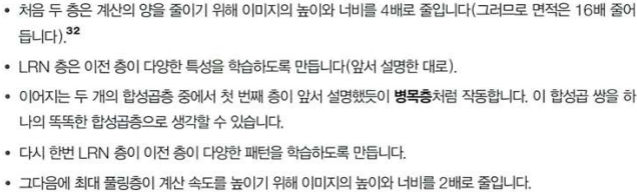 • 처음 두 층은 계산의 양을 줄이기 위해 이미지의 높이와 너비를 4배로 줄입니다(그러므로 면적은 16배 줄어
듭니다).32
• LRN 층은 이전 층이 다양한 특성을 학습하도록 만듭니다(앞서 설명한 대로).
• 이어지는 두 개의 합성곱층 중에서 첫 번째 층이 앞서 설명했듯이 병목층처럼 작동합니다. 이 합성곱 쌍을 하
나의 똑똑한 합성곱층으로 생각할 수 있습니다.
• 다시 한번 LRN 층이 이전 층이 다양한 패턴을 학습하도록 만듭니다.
• 그다음에 최대 풀링층이 계산 속도를 높이기 위해 이미지의 높이와 너비를 2배로 줄입니다.